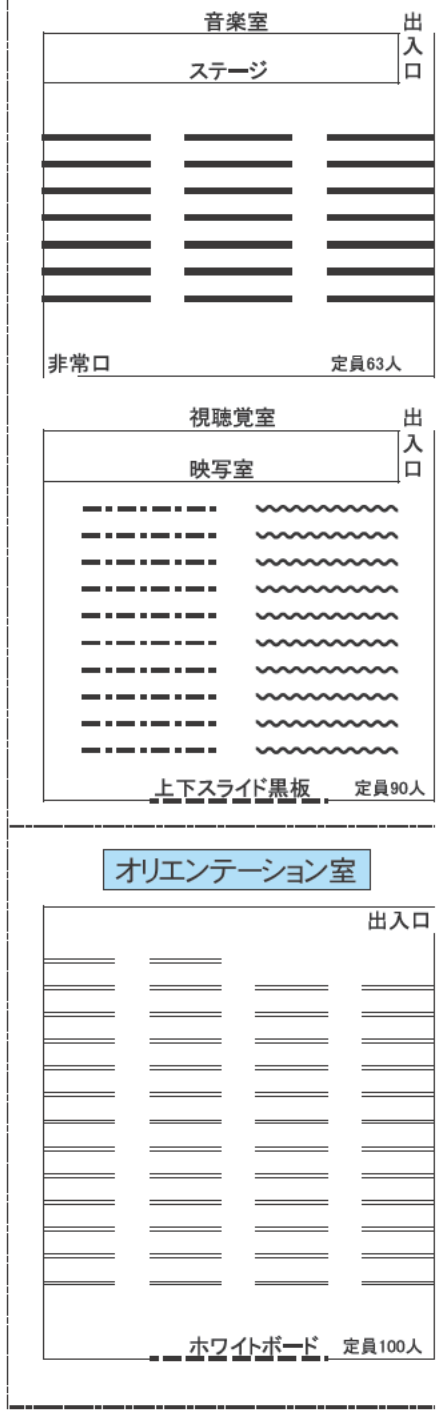 音楽室
出入口
ステージ
非常口
定員63人
視聴覚室
出入口
映写室
上下スライド黒板
定員90人
オリエンテーション室
出入口
ホワイトボード
定員100人